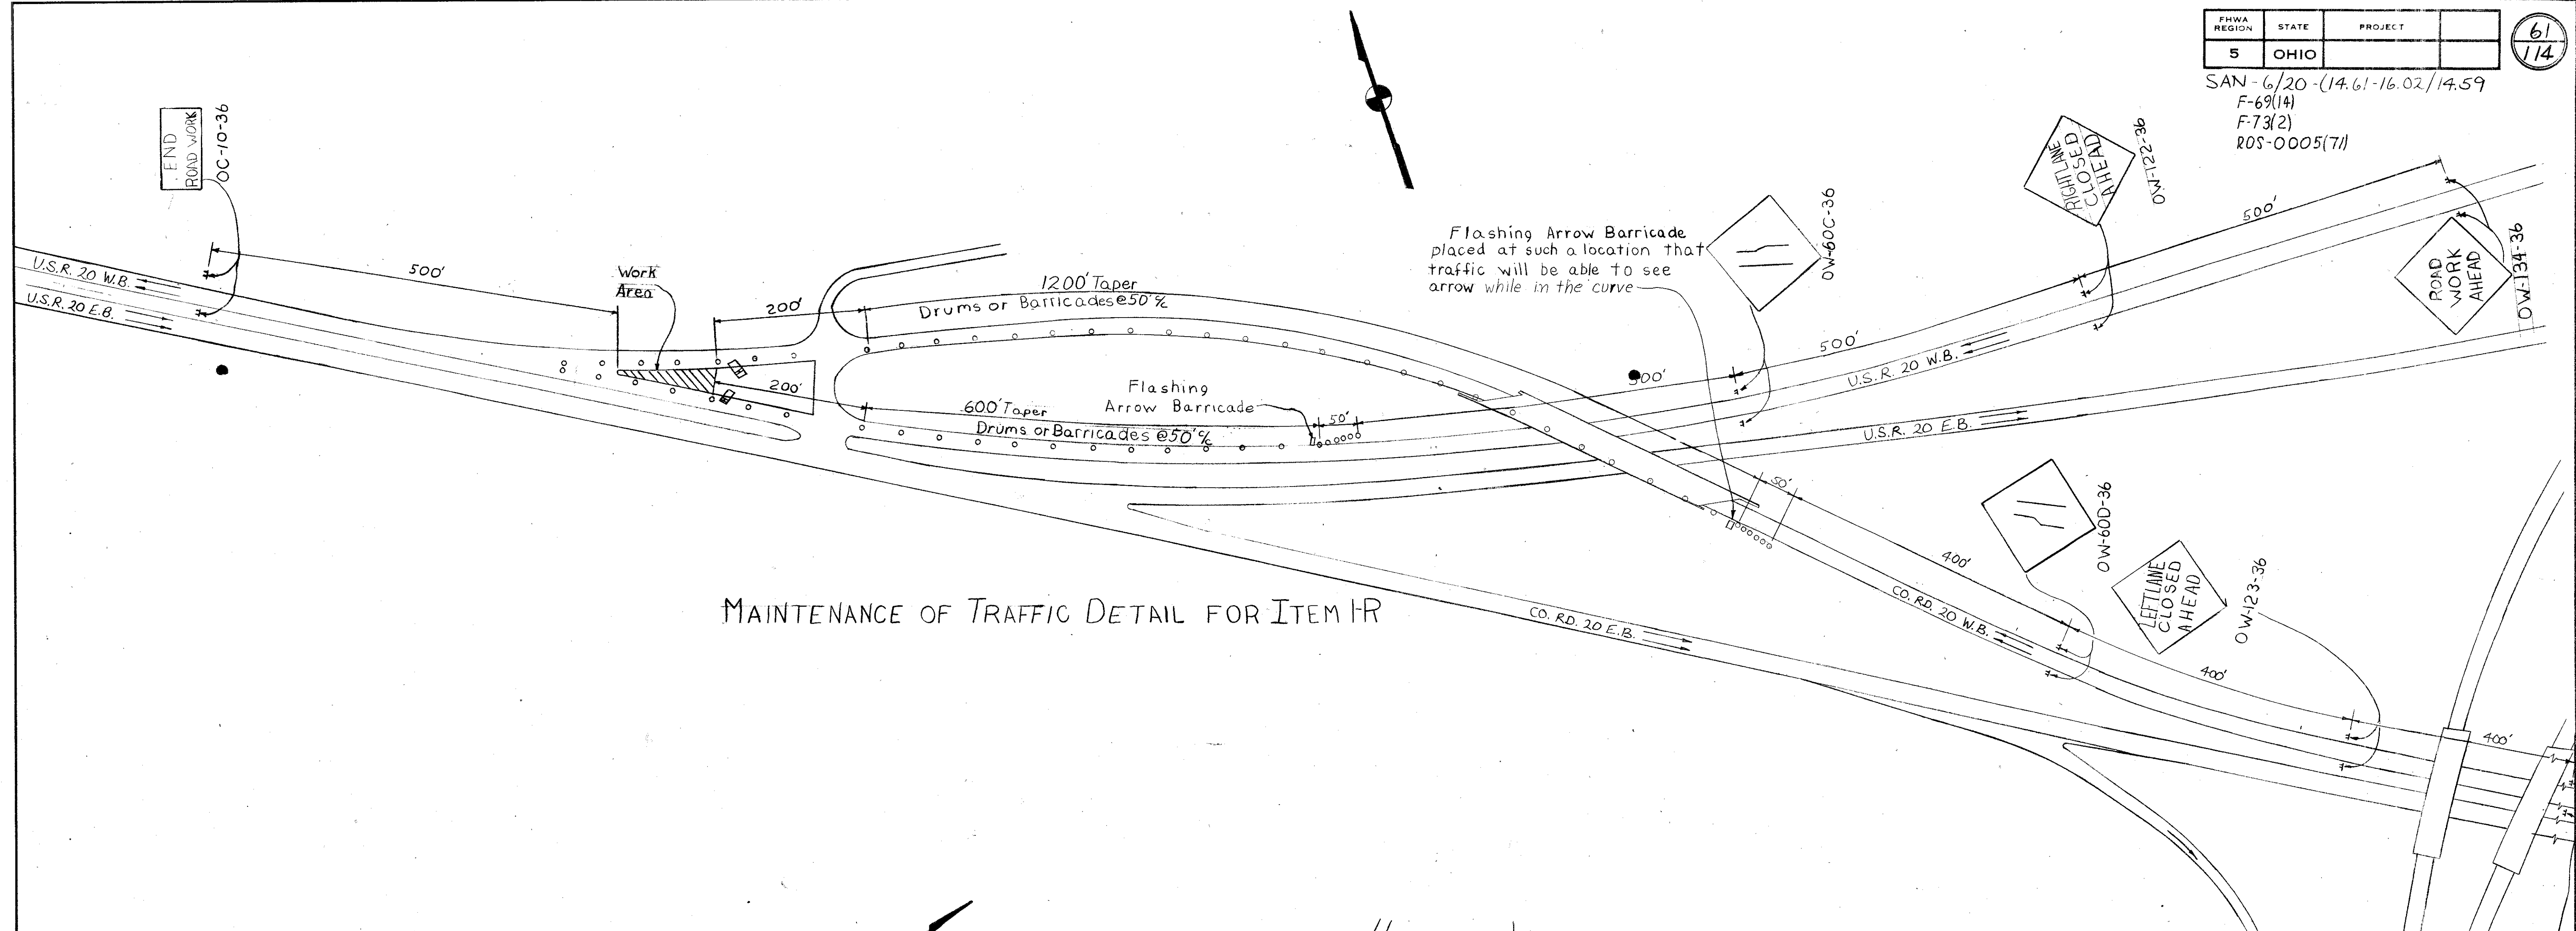 FHWA REGION STATE PROJECT
5 OHIO
61
114
SAN-6/20-(14.61-16.02/14.59
F-69(14)
F-73(2)
ROS-0005(71)
END
ROAD WORK
OC-10-36
U.S.R. 20 W.B.
U.S.R. 20 E.B.
500'
Work
Area
200'
200'
1200' Taper
Drums or Barricades @ 50' c/c
600' Taper
Drums or Barricades @ 50' c/c
Flashing
Arrow Barricade
50'
Flashing Arrow Barricade
placed at such a location that
traffic will be able to see
arrow while in the curve
OW-60C-36
RIGHT LANE
CLOSED
AHEAD
OW-122-36
500'
ROAD
WORK
AHEAD
OW-134-36
500'
500'
U.S.R. 20 W.B.
U.S.R. 20 E.B.
50'
400'
OW-60D-36
LEFT LANE
CLOSED
AHEAD
OW-123-36
CO. RD. 20 W.B.
CO. RD. 20 E.B.
400'
400'
MAINTENANCE OF TRAFFIC DETAIL FOR ITEM 1-R